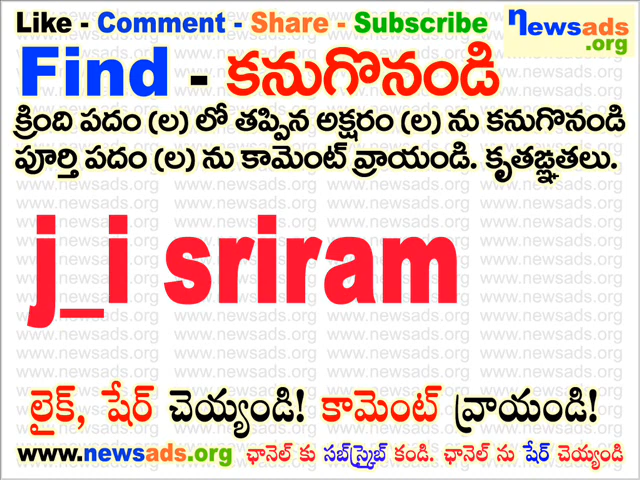 Like - Comment - Share - Subscribe
newsads
.org
Find - కనుగొనండి
క్రింది పదం (ల) లో తప్పిన అక్షరం (ల) ను కనుగొనండి
పూర్తి పదం (ల) ను కామెంట్ వ్రాయండి. కృతజ్ఞతలు.
j_i sriram
లైక్, షేర్ చెయ్యండి! కామెంట్ వ్రాయండి!
www.newsads.org ఛానెల్ కు సబ్‌స్క్రైబ్ కండి. ఛానెల్ ను షేర్ చెయ్యండి